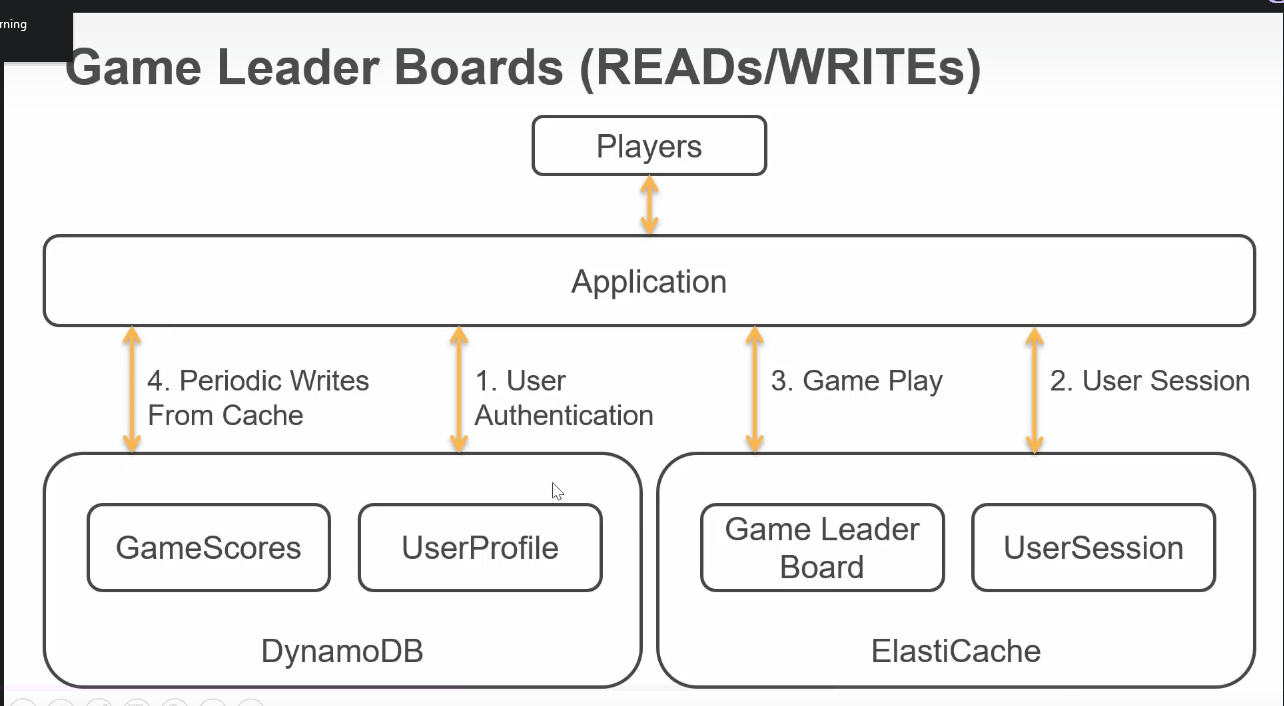 rning
Game Leader Boards (READs/WRITEs)
Players
Application
4. Periodic Writes
From Cache
1. User
Authentication
3. Game Play
2. User Session
GameScores
UserProfile
Game Leader
Board
UserSession
DynamoDB
ElastiCache